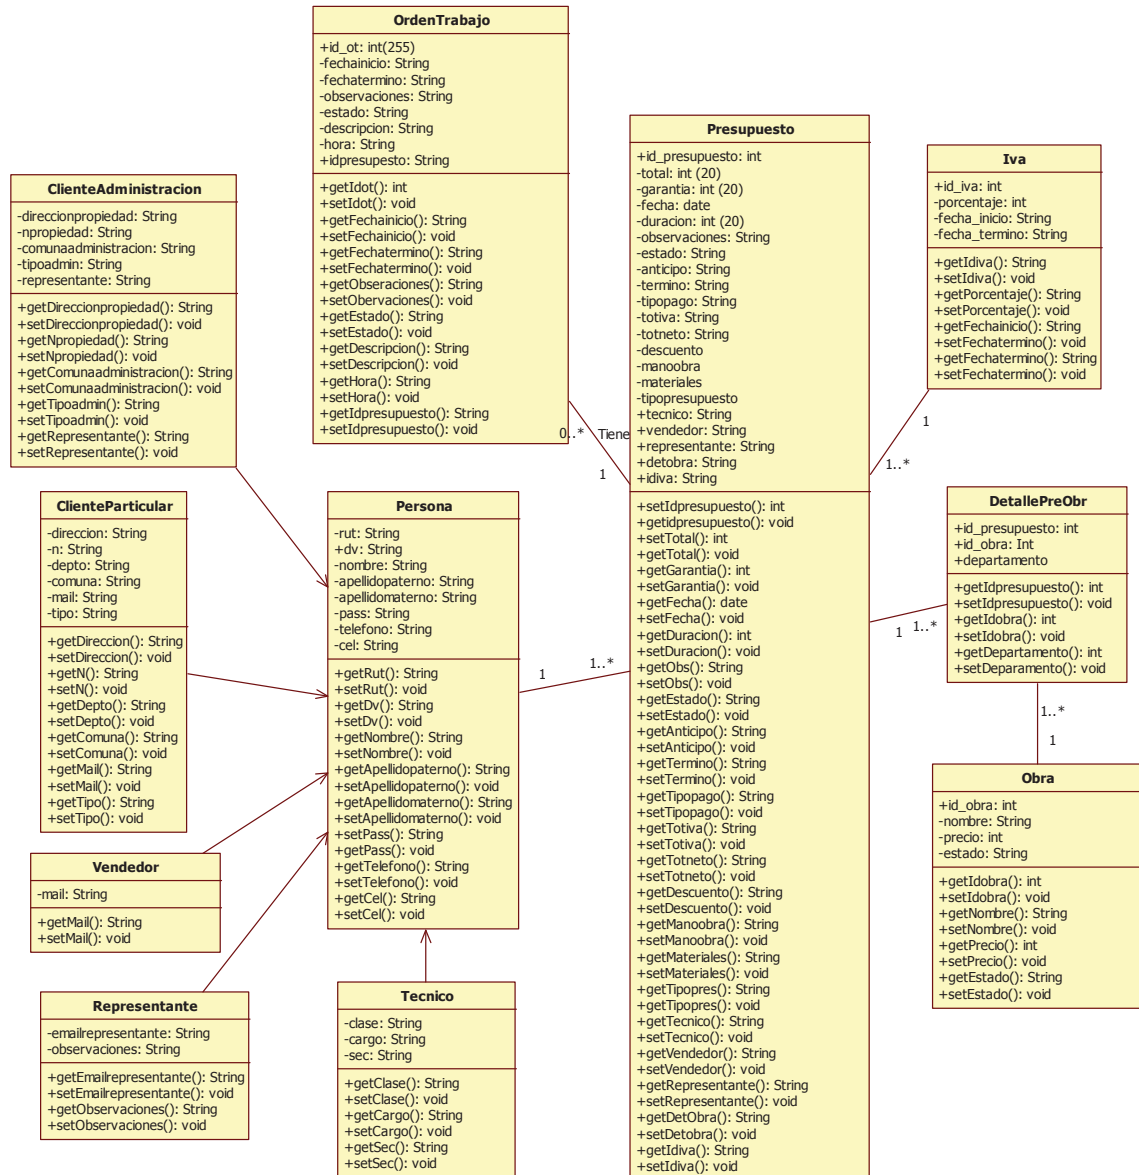 OrdenTrabajo
+id_ot: int(255)
-fechainicio: String
-fechatermino: String
-observaciones: String
-estado: String
-descripcion: String
-hora: String
+idpresupesto: String
+getIdot(): int
+setIdot(): void
+getFechainicio(): String
+setFechainicio(): void
+getFechatermino(): String
+setFechatermino(): void
+getObseraciones(): String
+setObervaciones(): void
+getEstado(): String
+setEstado(): void
+getDescripcion(): String
+setDescripcion(): void
+getHora(): String
+setHora(): void
+getIdpresupuesto(): String
+setIdpresupuesto(): void
ClienteAdministracion
-direccionpropiedad: String
-npropiedad: String
-comunaadministracion: String
-tipoadmin: String
-representante: String
+getDireccionpropiedad(): String
+setDireccionpropiedad(): void
+getNpropiedad(): String
+setNpropiedad(): void
+getComunaadministracion(): String
+setComunaadministracion(): void
+getTipoadmin(): String
+setTipoadmin(): void
+getRepresentante(): String
+setRepresentante(): void
0..*
Tiene
1
ClienteParticular
-direccion: String
-n: String
-depto: String
-comuna: String
-mail: String
-tipo: String
+getDireccion(): String
+setDireccion(): void
+getN(): String
+setN(): void
+getDepto(): String
+setDepto(): void
+getComuna(): String
+setComuna(): void
+getMail(): String
+setMail(): void
+getTipo(): String
+setTipo(): void
Vendedor
-mail: String
+getMail(): String
+setMail(): void
Representante
-emailrepresentante: String
-observaciones: String
+getEmailrepresentante(): String
+setEmailrepresentante(): void
+getObservaciones(): String
+setObservaciones(): void
Persona
-rut: String
+dv: String
-nombre: String
-apellidopaterno: String
-apellidomaterno: String
-pass: String
-telefono: String
-cel: String
+getRut(): String
+setRut(): void
+getDv(): String
+setDv(): void
+getNombre(): String
+setNombre(): void
+getApellidopaterno(): String
+setApellidopaterno(): void
+getApellidomaterno(): String
+setApellidomaterno(): void
+setPass(): String
+getPass(): void
+getTelefono(): String
+setTelefono(): void
+getCel(): String
+setCel(): void
1
1..*
Tecnico
-clase: String
-cargo: String
-sec: String
+getClase(): String
+setClase(): void
+getCargo(): String
+setCargo(): void
+getSec(): String
+setSec(): void
Presupuesto
+id_presupuesto: int
-total: int (20)
-garantia: int (20)
-fecha: date
-duracion: int (20)
-observaciones: String
-estado: String
-anticipo: String
-termino: String
-tipopago: String
-totiva: String
-totneto: String
-descuento
-manoobra
-materiales
-tipopresupuesto
+tecnico: String
+vendedor: String
+representante: String
+detobra: String
+idiva: String
+setIdpresupuesto(): int
+getidpresupuesto(): void
+setTotal(): int
+getTotal(): void
+getGarantia(): int
+setGarantia(): void
+getFecha(): date
+setFecha(): void
+getDuracion(): int
+setDuracion(): void
+getObs(): String
+setObs(): void
+getEstado(): String
+setEstado(): void
+getAnticipo(): String
+setAnticipo(): void
+getTermino(): String
+setTermino(): void
+getTipopago(): String
+setTipopago(): void
+getTotiva(): String
+setTotiva(): void
+getTotneto(): String
+setTotneto(): void
+getDescuento(): String
+setDescuento(): void
+getManoobra(): String
+setManoobra(): void
+getMateriales(): String
+setMateriales(): void
+getTipopres(): String
+getTipopres(): void
+getTecnico(): String
+setTecnico(): void
+getVendedor(): String
+setVendedor(): void
+getRepresentante(): String
+setRepresentante(): void
+getDetObra(): String
+setDetobra(): void
+getIdiva(): String
+setIdiva(): void
Iva
+id_iva: int
-porcentaje: int
-fecha_inicio: String
-fecha_termino: String
+getIdiva(): String
+setIdiva(): void
+getPorcentaje(): String
+setPorcentaje(): void
+getFechainicio(): String
+setFechatermino(): void
+getFechatermino(): String
+setFechatermino(): void
1
1..*
DetallePreObr
+id_presupuesto: int
+id_obra: Int
+departamento
+getIdpresupuesto(): int
+setIdpresupuesto(): void
+getIdobra(): int
+setIdobra(): void
+getDepartamento(): int
+setDeparamento(): void
1
1..*
1..*
1
Obra
+id_obra: int
-nombre: String
-precio: int
-estado: String
+getIdobra(): int
+setIdobra(): void
+getNombre(): String
+setNombre(): void
+getPrecio(): int
+setPrecio(): void
+getEstado(): String
+setEstado(): void